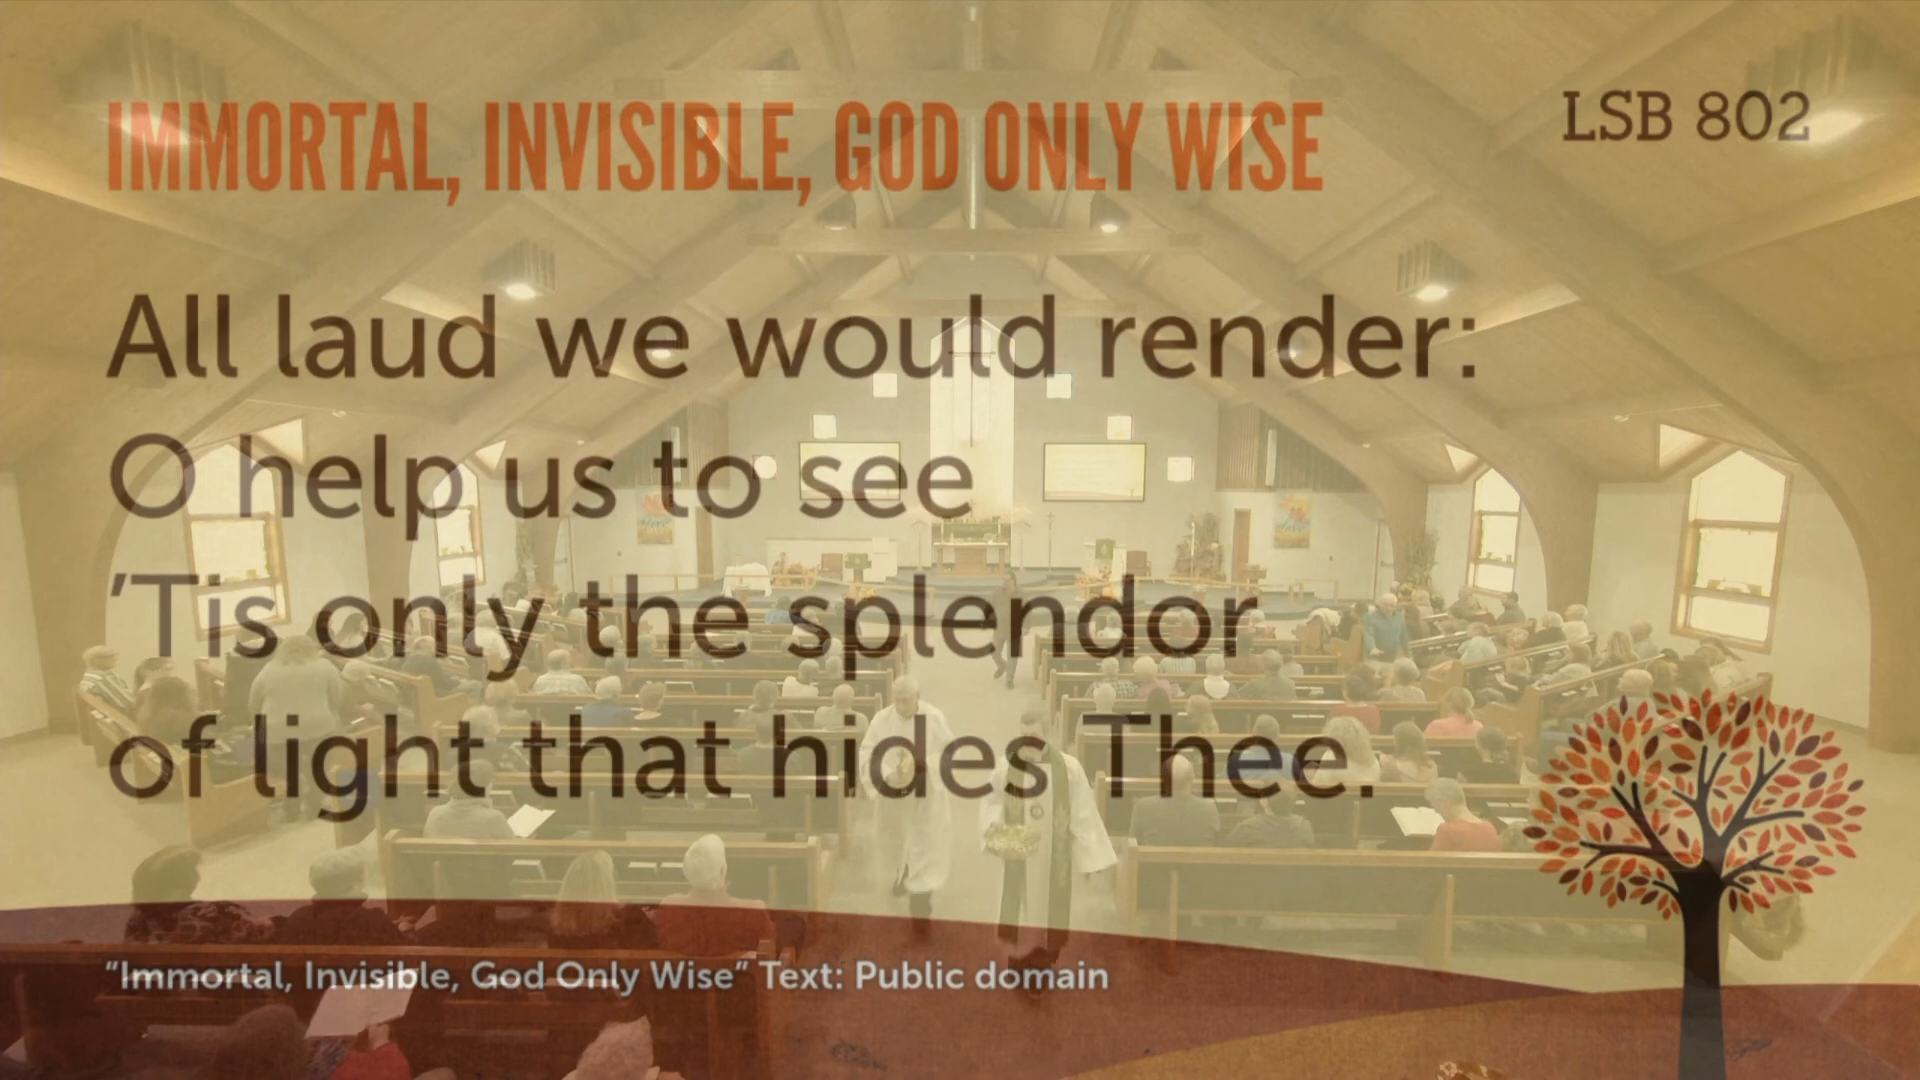 IMMORTAL, INVISIBLE, GOD ONLY WISE
LSB 802
All laud we would render:
O help us to see
’Tis only the splendor
of light that hides Thee.
“Immortal, Invisible, God Only Wise” Text: Public domain